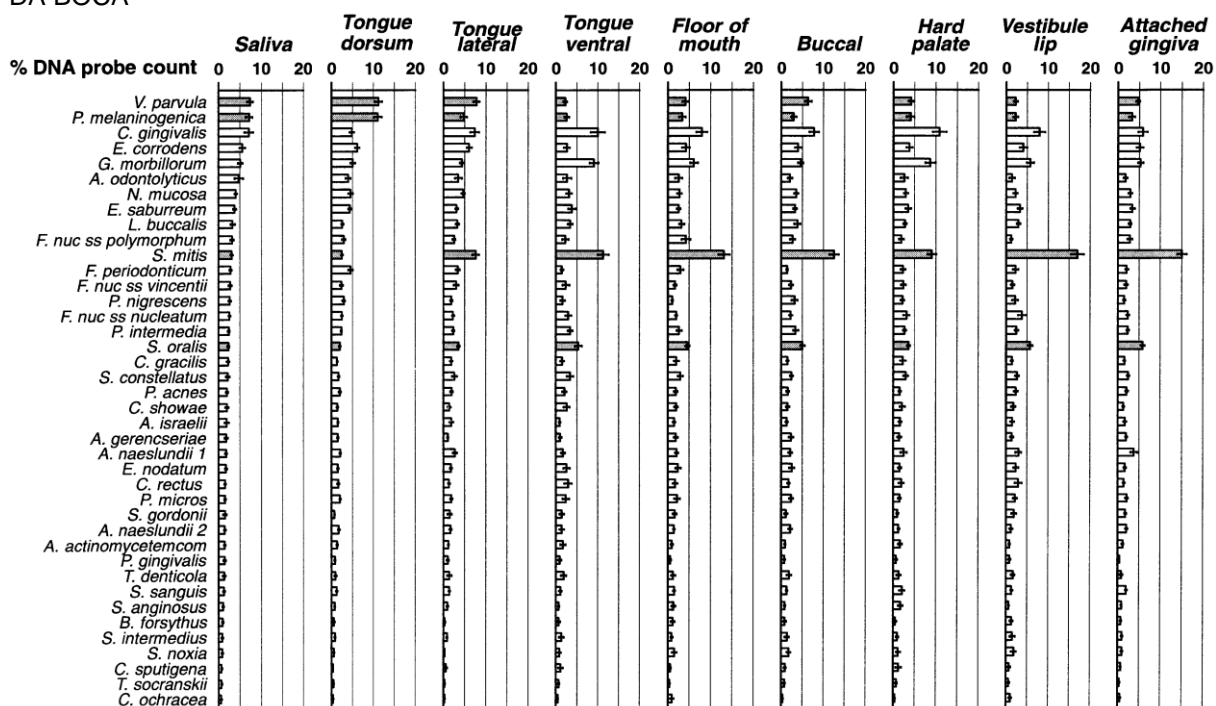 DA BOCA
Saliva
Tongue
dorsum
Tongue
lateral
Tongue
ventral
Floor of
mouth
Buccal
Hard
palate
Vestibule
lip
Attached
gingiva
% DNA probe count
0 10 20
0 10 20
0 10 20
0 10 20
0 10 20
0 10 20
0 10 20
0 10 20
0 10 20
V. parvula
P. melaninogenica
C. gingivalis
E. corrodens
G. morbillorum
A. odontolyticus
N. mucosa
E. saburreum
L. buccalis
F. nuc ss polymorphum
S. mitis
F. periodonticum
F. nuc ss vincentii
P. nigrescens
F. nuc ss nucleatum
P. intermedia
S. oralis
C. gracilis
S. constellatus
P. acnes
C. showae
A. israelii
A. gerencseriae
A. naeslundii 1
E. nodatum
C. rectus
P. micros
S. gordonii
A. naeslundii 2
A. actinomycetemcom
P. gingivalis
T. denticola
S. sanguis
S. anginosus
B. forsythus
S. intermedius
S. noxia
C. sputigena
T. socranskii
C. ochracea